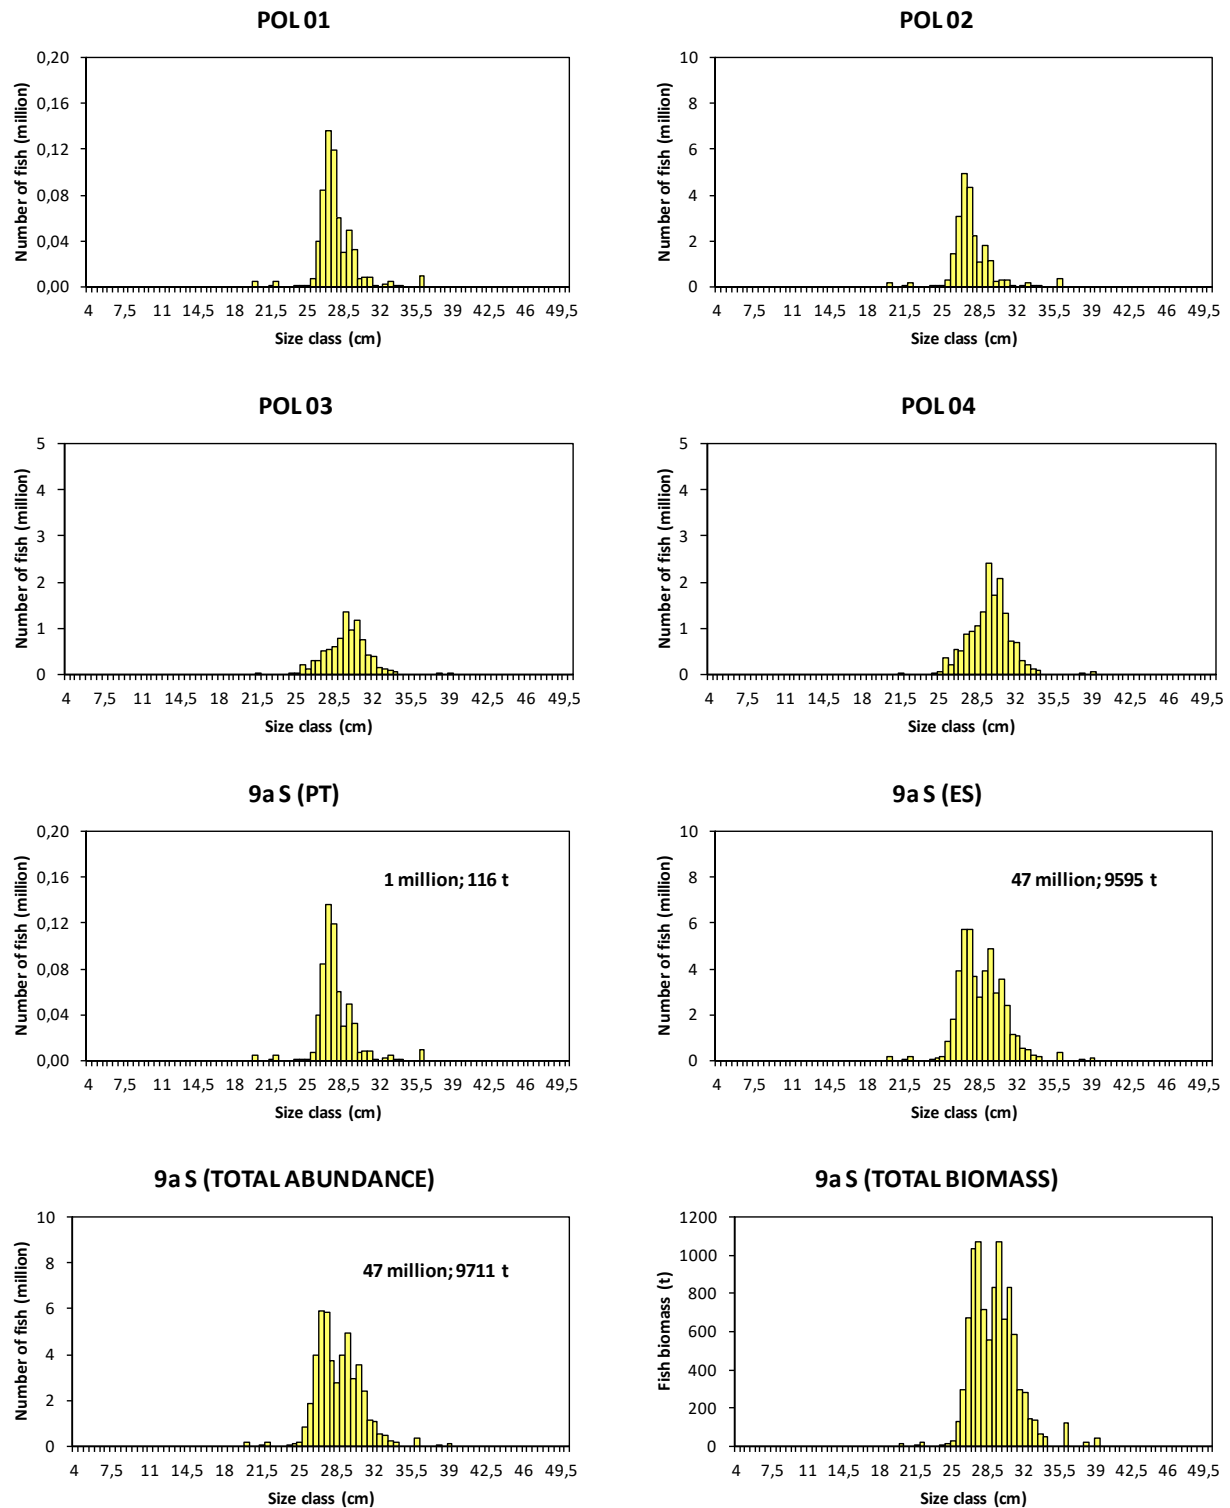 POL 01
0,20
0,16
0,12
0,08
0,04
0,00
Number of fish (million)
4 7,5 11 14,5 18 21,5 25 28,5 32 35,5 39 42,5 46 49,5
Size class (cm)
POL 02
10
8
6
4
2
0
Number of fish (million)
4 7,5 11 14,5 18 21,5 25 28,5 32 35,5 39 42,5 46 49,5
Size class (cm)
POL 03
5
4
3
2
1
0
Number of fish (million)
4 7,5 11 14,5 18 21,5 25 28,5 32 35,5 39 42,5 46 49,5
Size class (cm)
POL 04
5
4
3
2
1
0
Number of fish (million)
4 7,5 11 14,5 18 21,5 25 28,5 32 35,5 39 42,5 46 49,5
Size class (cm)
9a S (PT)
0,20
0,16
0,12
0,08
0,04
0,00
Number of fish (million)
1 million; 116 t
4 7,5 11 14,5 18 21,5 25 28,5 32 35,5 39 42,5 46 49,5
Size class (cm)
9a S (ES)
10
8
6
4
2
0
Number of fish (million)
47 million; 9595 t
4 7,5 11 14,5 18 21,5 25 28,5 32 35,5 39 42,5 46 49,5
Size class (cm)
9a S (TOTAL ABUNDANCE)
10
8
6
4
2
0
Number of fish (million)
47 million; 9711 t
4 7,5 11 14,5 18 21,5 25 28,5 32 35,5 39 42,5 46 49,5
Size class (cm)
9a S (TOTAL BIOMASS)
1200
1000
800
600
400
200
0
Fish biomass (t)
4 7,5 11 14,5 18 21,5 25 28,5 32 35,5 39 42,5 46 49,5
Size class (cm)